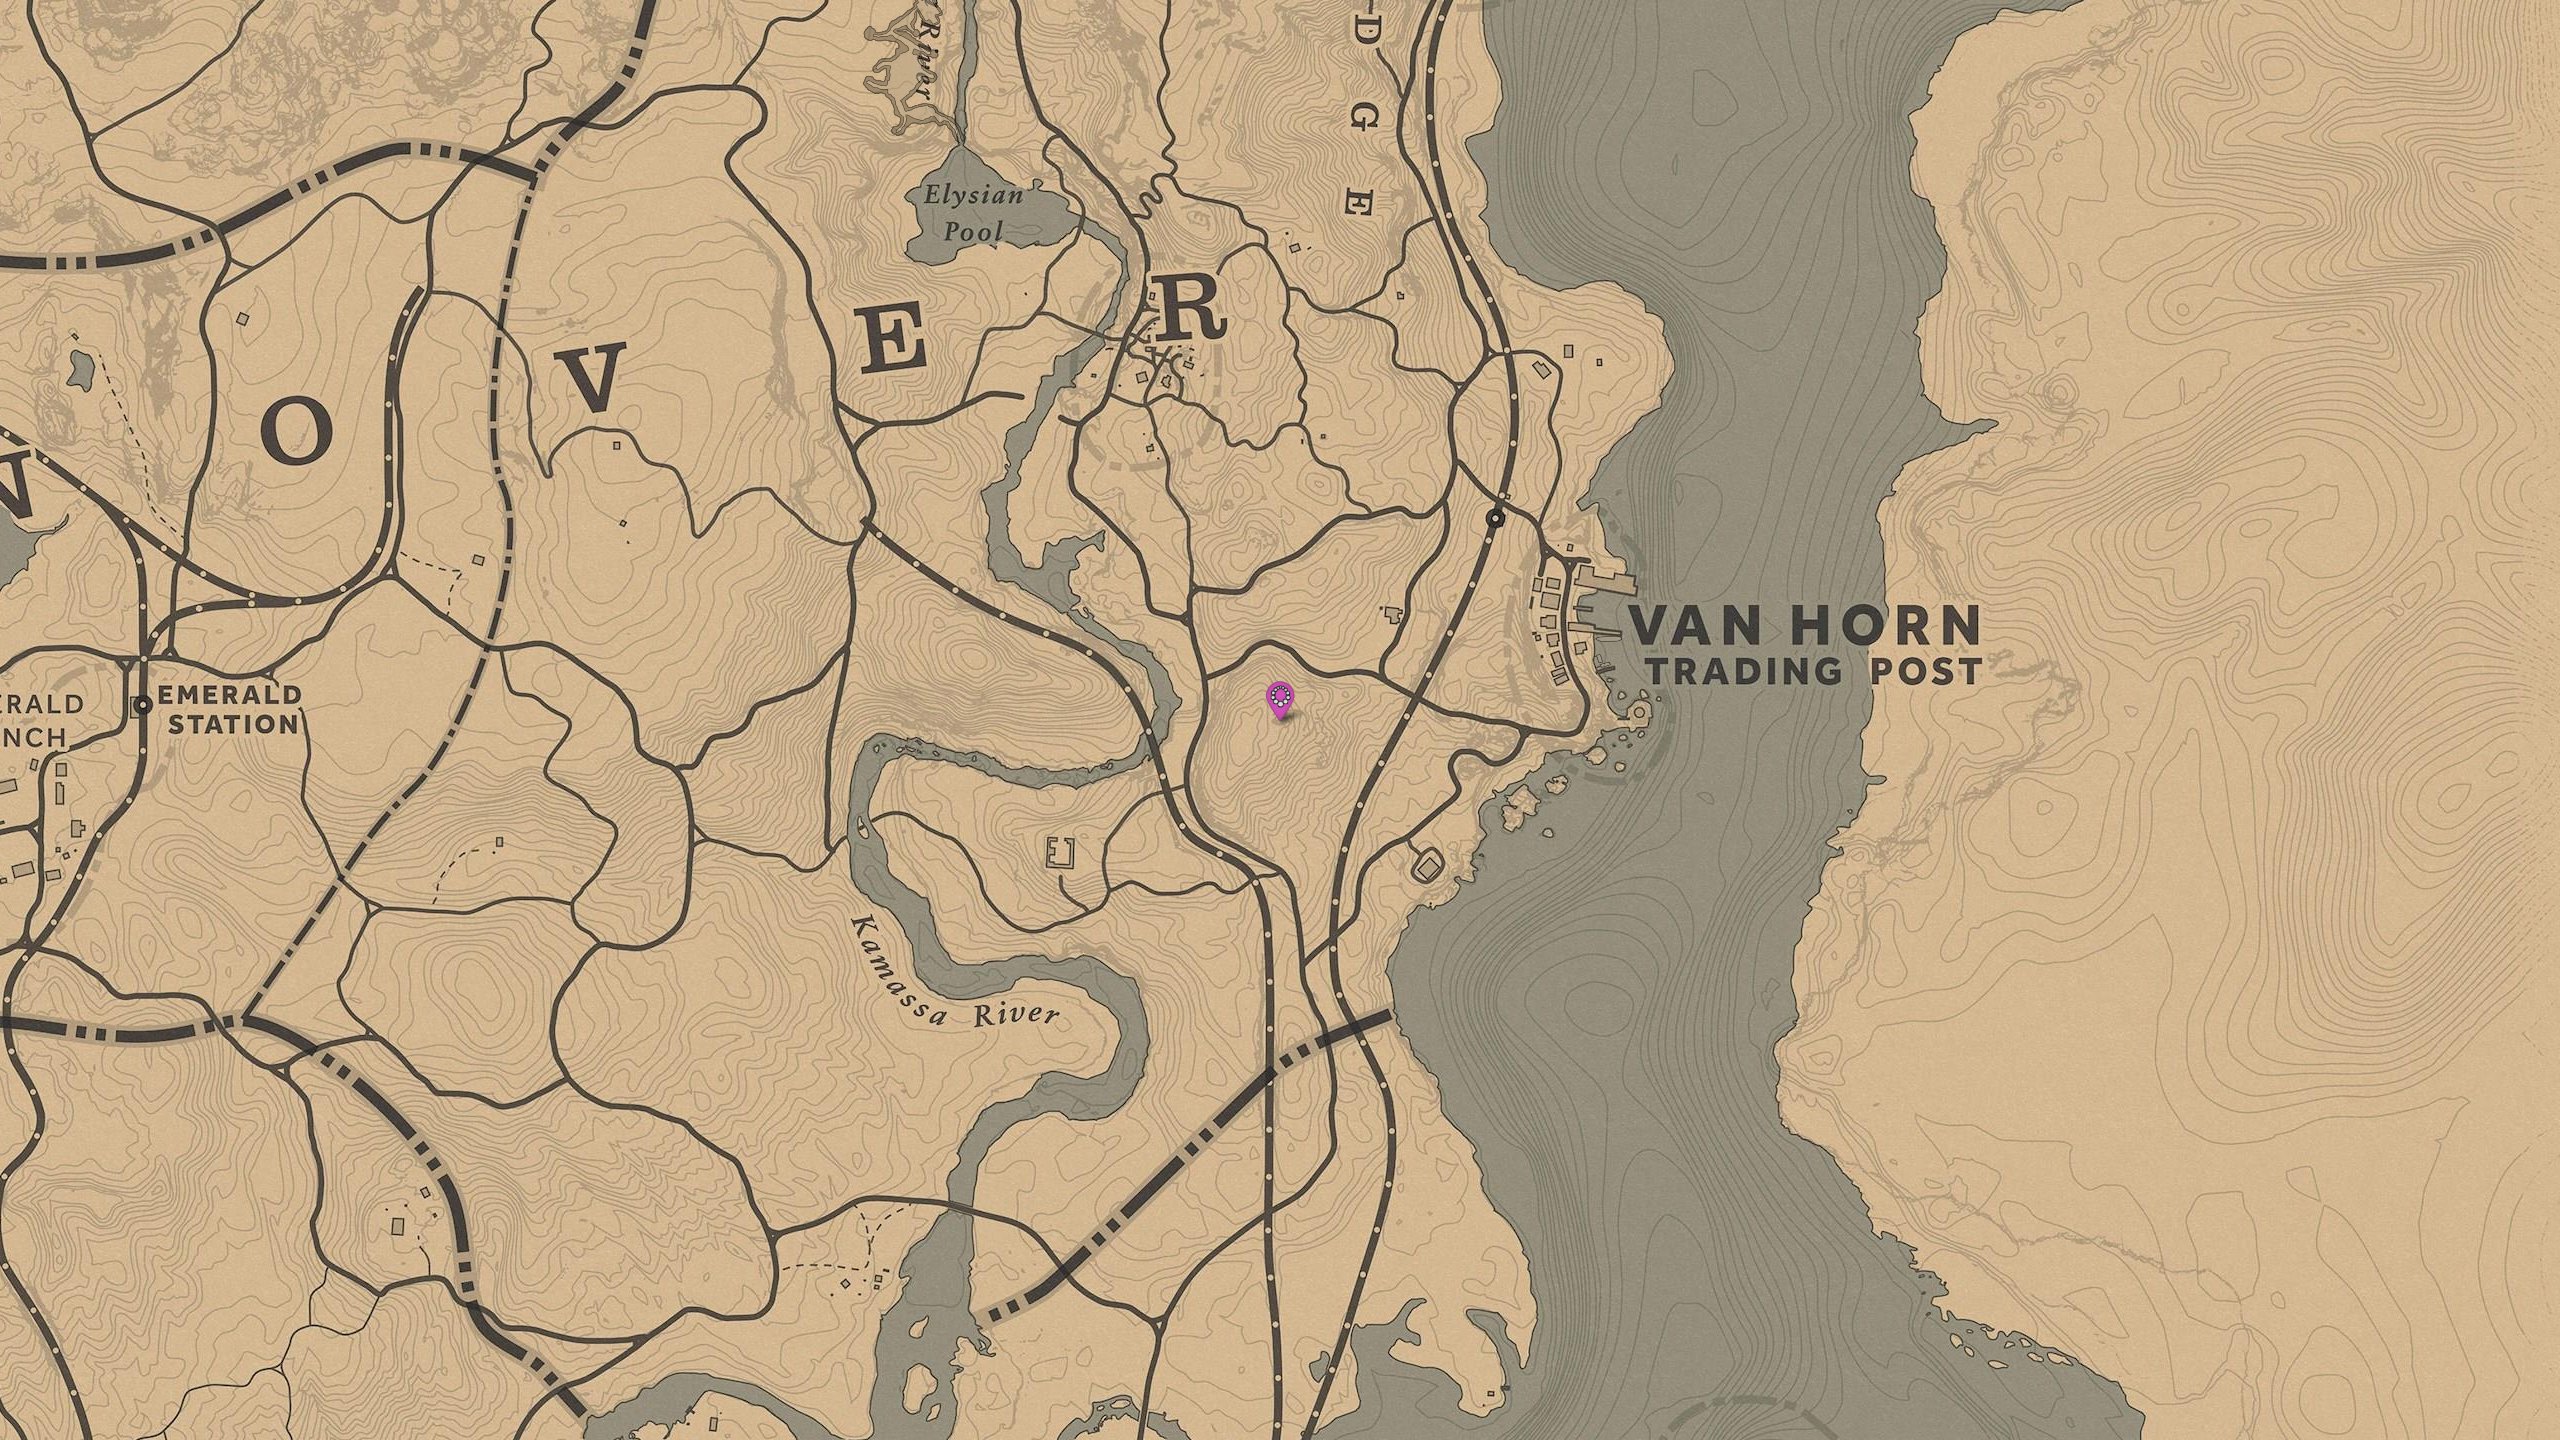 River
D
G
E
Elysian
Pool
R
E
V
O
V
VAN HORN
TRADING POST
EMERALD
STATION
ERALD
NCH
Kamassa River